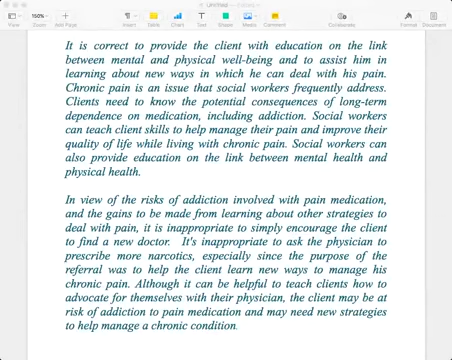 Untitled
View
150%
Zoom
Add Page
Insert
Table
Chart
Text
Shape
Media
Comment
Collaborate
Format
Document
It is correct to provide the client with education on the link
between mental and physical well-being and to assist him in
learning about new ways in which he can deal with his pain.
Chronic pain is an issue that social workers frequently address.
Clients need to know the potential consequences of long-term
dependence on medication, including addiction. Social workers
can teach client skills to help manage their pain and improve their
quality of life while living with chronic pain. Social workers can
also provide education on the link between mental health and
physical health.
In view of the risks of addiction involved with pain medication,
and the gains to be made from learning about other strategies to
deal with pain, it is inappropriate to simply encourage the client
to find a new doctor. It's inappropriate to ask the physician to
prescribe more narcotics, especially since the purpose of the
referral was to help the client learn new ways to manage his
chronic pain. Although it can be helpful to teach clients how to
advocate for themselves with their physician, the client may be at
risk of addiction to pain medication and may need new strategies
to help manage a chronic condition.